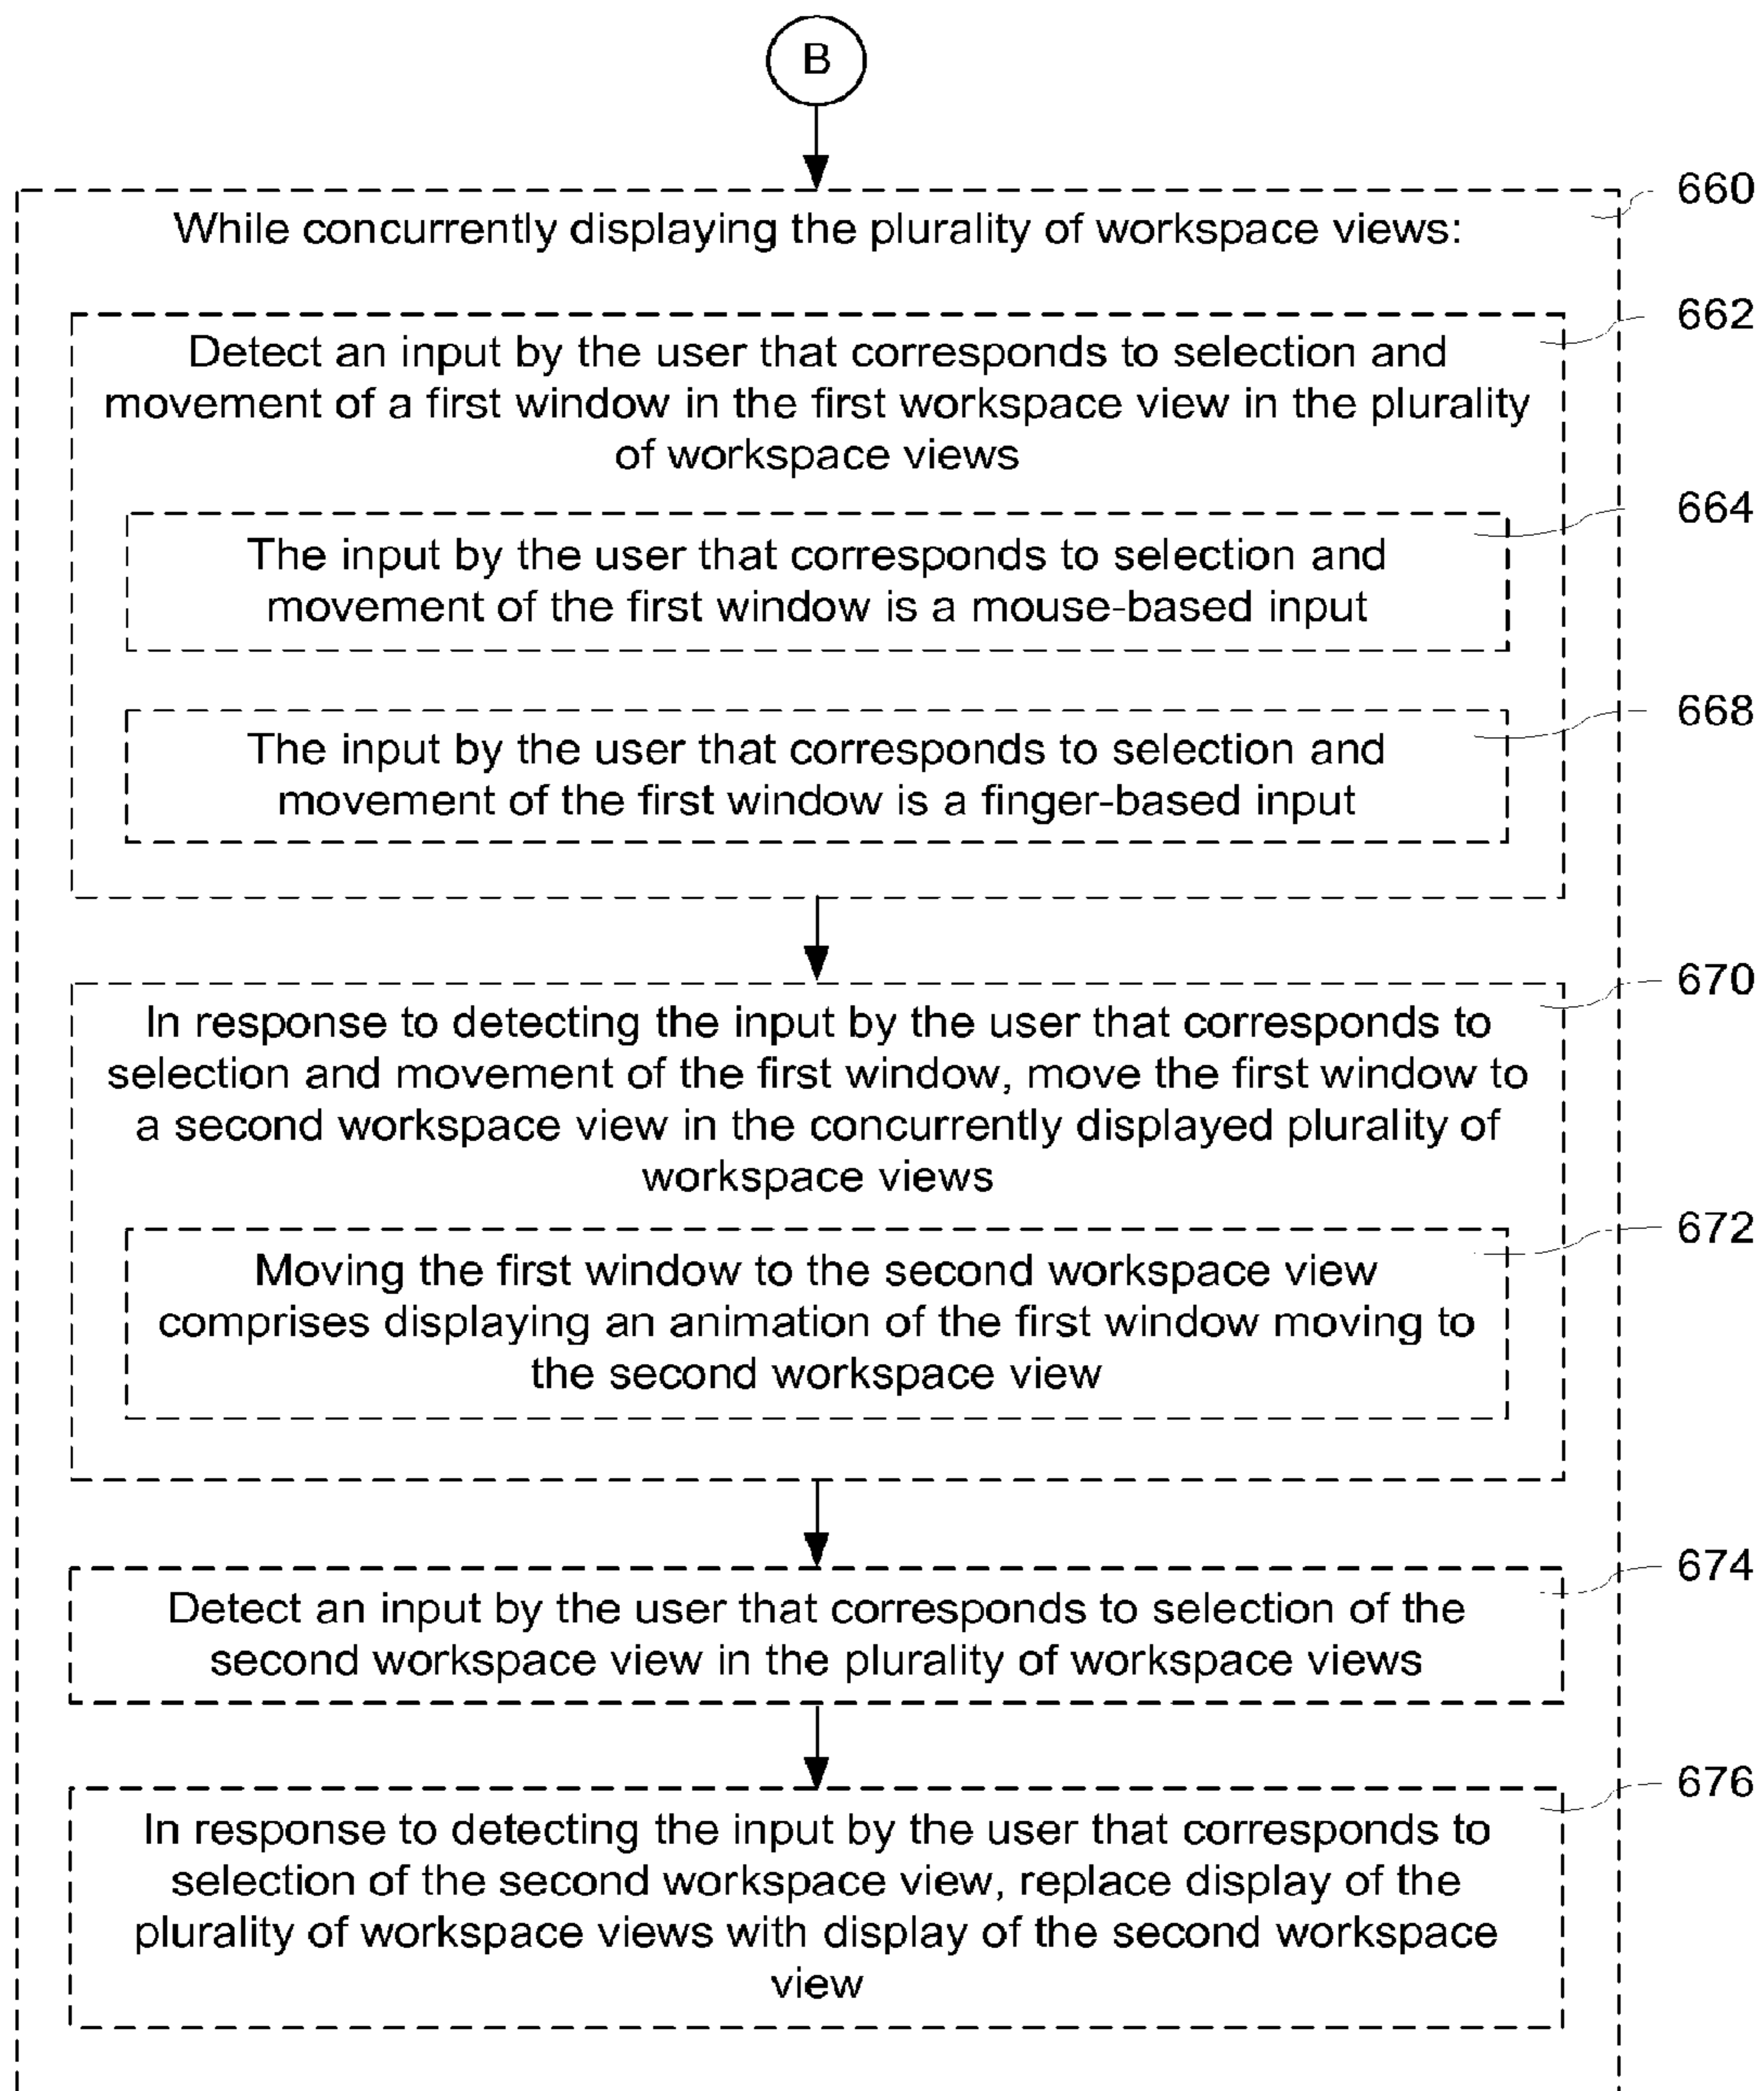 B
660
While concurrently displaying the plurality of workspace views:
662
Detect an input by the user that corresponds to selection and
movement of a first window in the first workspace view in the plurality
of workspace views
664
The input by the user that corresponds to selection and
movement of the first window is a mouse-based input
668
The input by the user that corresponds to selection and
movement of the first window is a finger-based input
670
In response to detecting the input by the user that corresponds to
selection and movement of the first window, move the first window to
a second workspace view in the concurrently displayed plurality of
workspace views
672
Moving the first window to the second workspace view
comprises displaying an animation of the first window moving to
the second workspace view
674
Detect an input by the user that corresponds to selection of the
second workspace view in the plurality of workspace views
676
In response to detecting the input by the user that corresponds to
selection of the second workspace view, replace display of the
plurality of workspace views with display of the second workspace
view